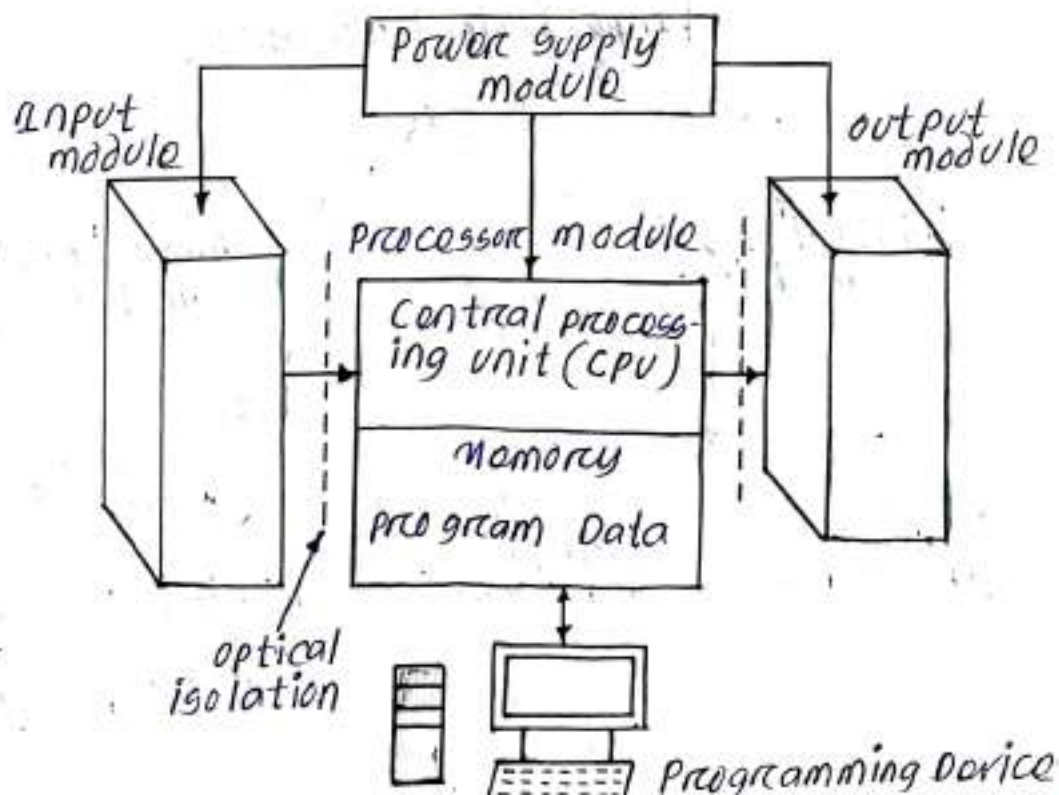 Power Supply
module
Input
module
output
module
processor module
Central process-
ing unit (CPU)
Memory
program Data
optical
isolation
Programming Device